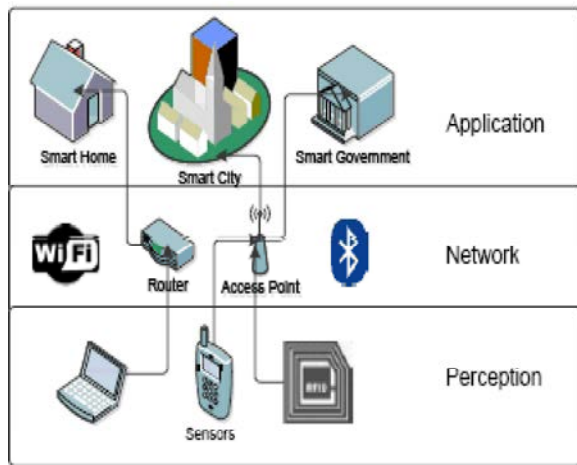 Smart Home
Smart City
Smart Government
Application
WiFi
Router
Access Point
Network
RFID
Sensors
Perception